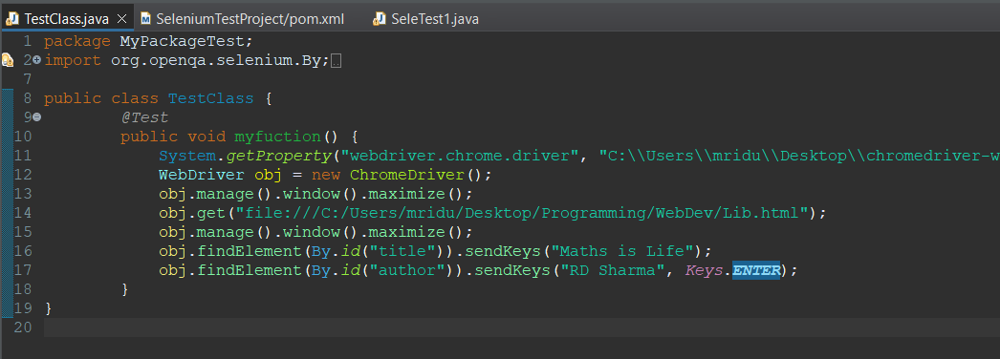 TestClass.java
SeleniumTestProject/pom.xml
SeleTest1.java
1 package MyPackageTest;
2 import org.openqa.selenium.By;
7
8 public class TestClass {
9 @Test
10 public void myfuction() {
11 System.getProperty("webdriver.chrome.driver", "C:\\Users\\mridu\\Desktop\\chromedriver-w
12 WebDriver obj = new ChromeDriver();
13 obj.manage().window().maximize();
14 obj.get("file:///C:/Users/mridu/Desktop/Programming/WebDev/Lib.html");
15 obj.manage().window().maximize();
16 obj.findElement(By.id("title")).sendKeys("Maths is Life");
17 obj.findElement(By.id("author")).sendKeys("RD Sharma", Keys.ENTER);
18 }
19 }
20